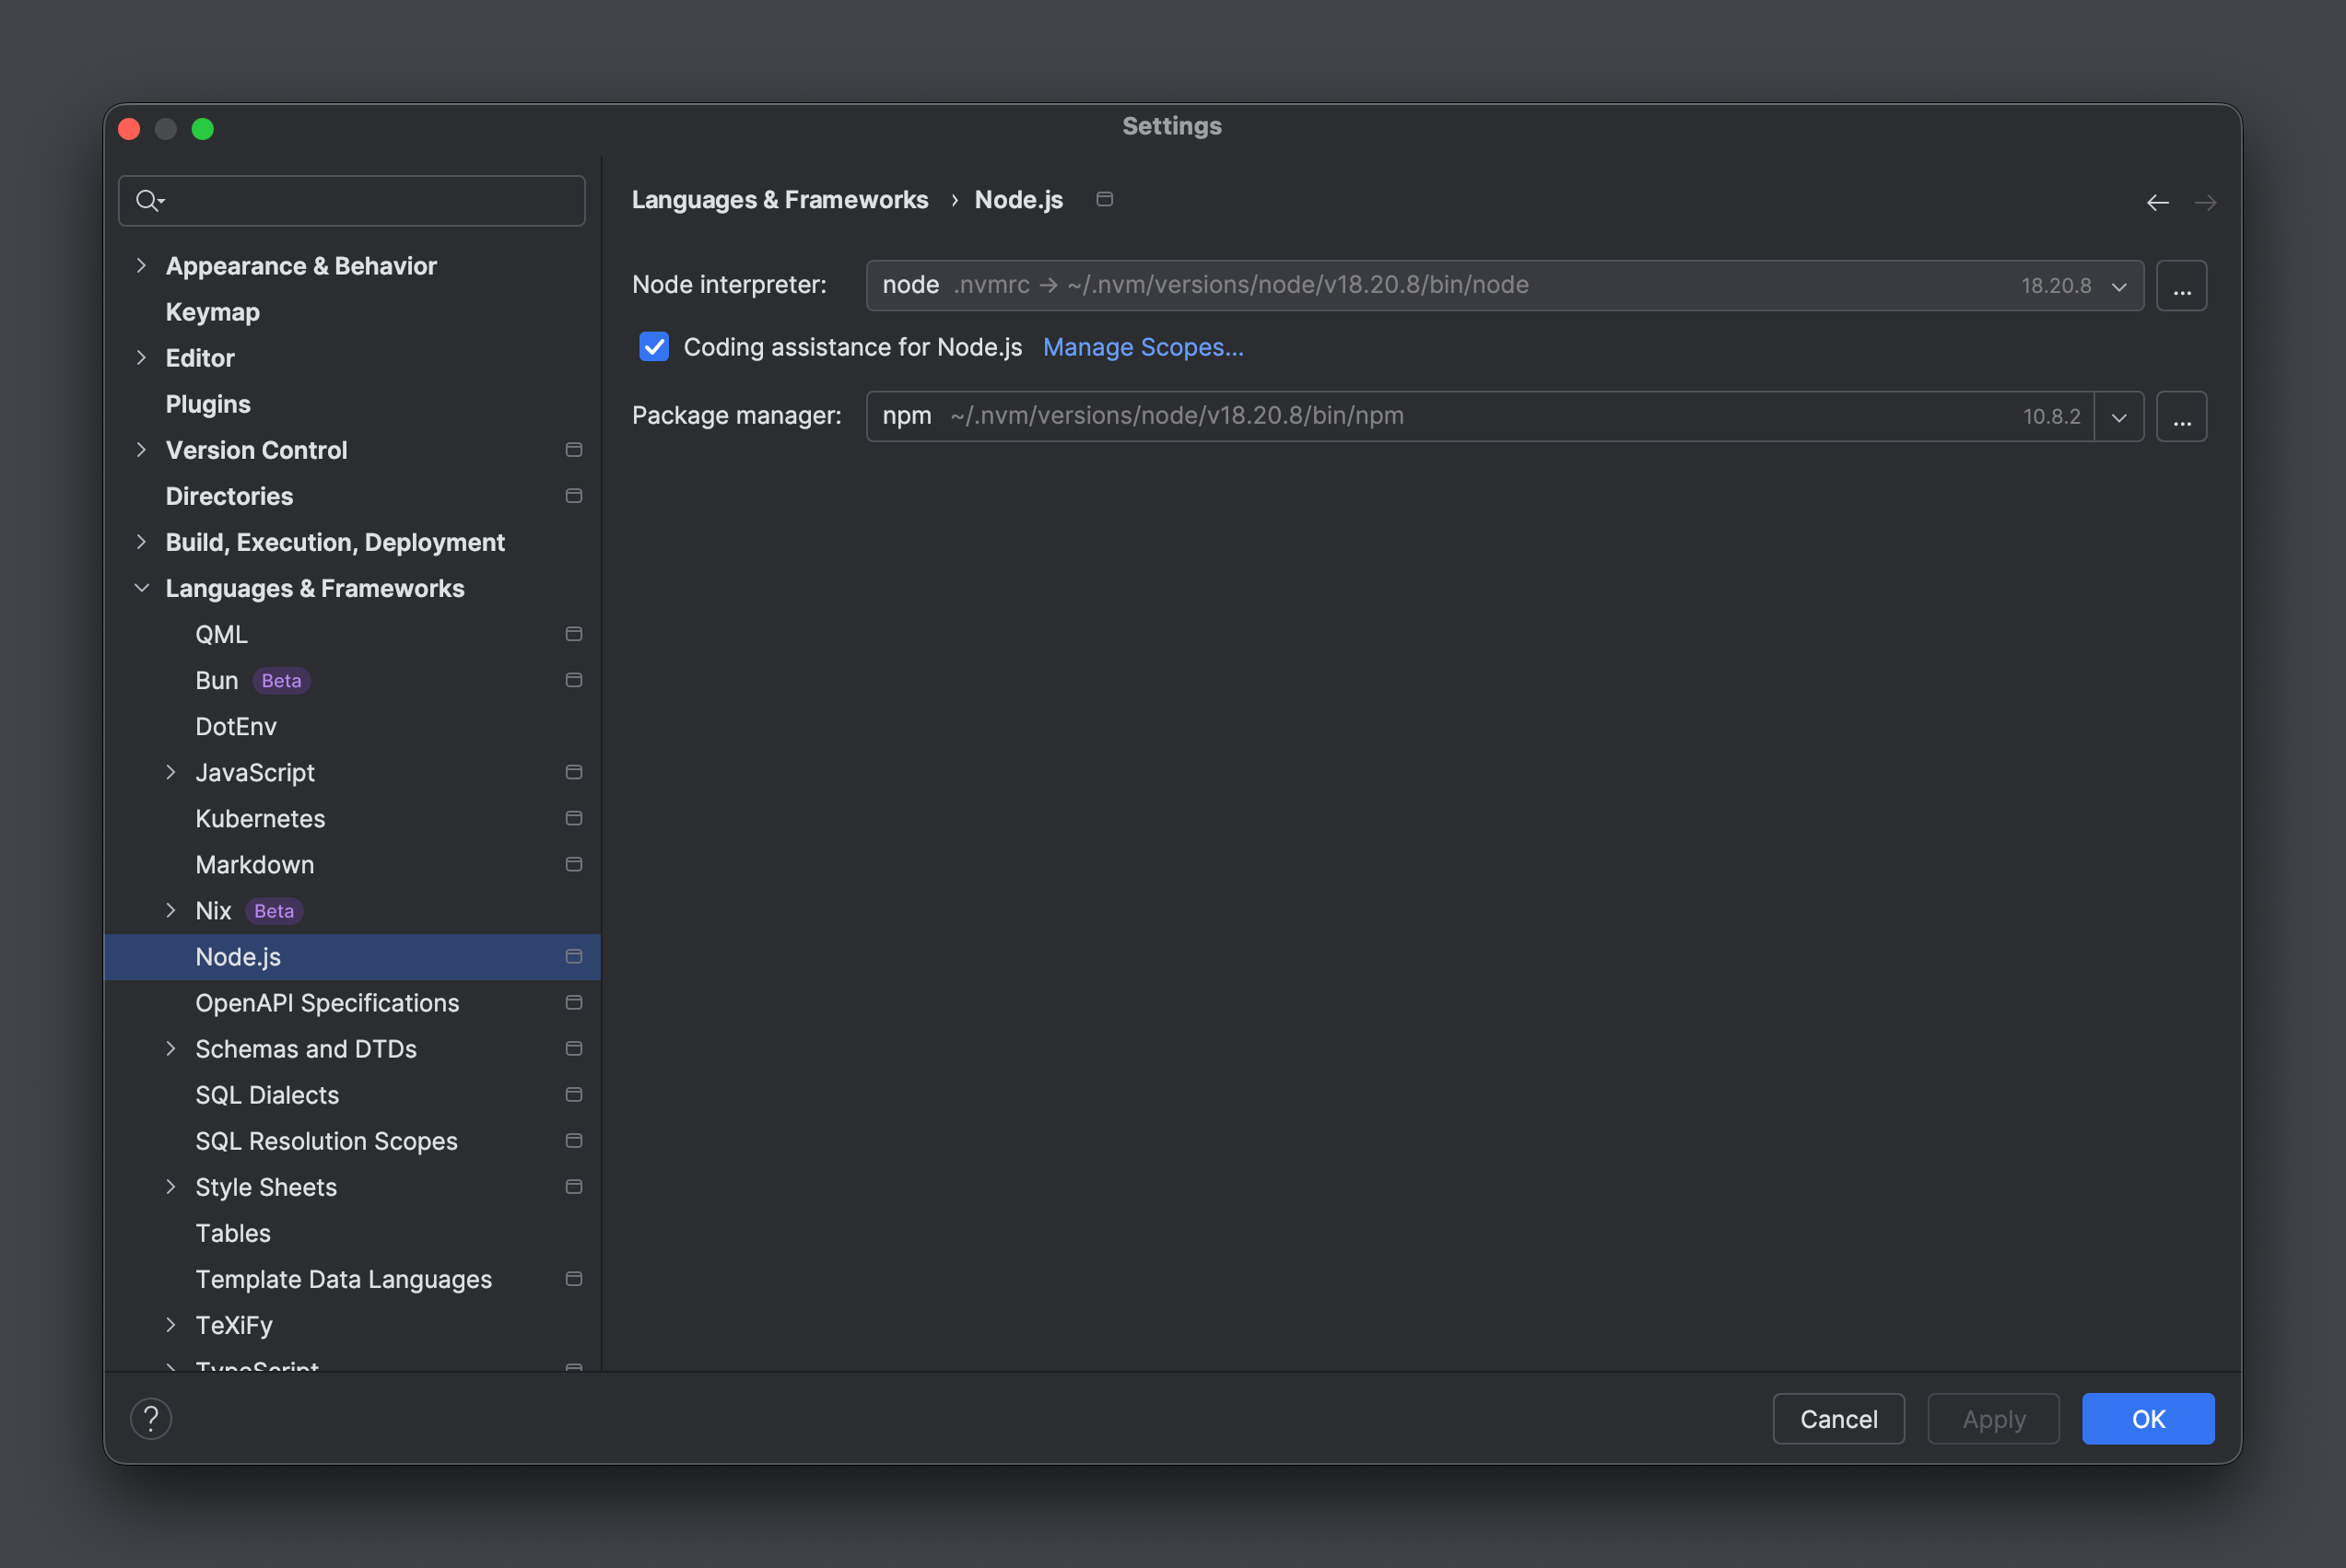 Settings
Appearance & Behavior
Keymap
Editor
Plugins
Version Control
Directories
Build, Execution, Deployment
Languages & Frameworks
QML
Bun Beta
DotEnv
JavaScript
Kubernetes
Markdown
Nix Beta
Node.js
OpenAPI Specifications
Schemas and DTDs
SQL Dialects
SQL Resolution Scopes
Style Sheets
Tables
Template Data Languages
TeXiFy
TypeScript
Languages & Frameworks › Node.js
Node interpreter: node .nvmrc → ~/.nvm/versions/node/v18.20.8/bin/node 18.20.8 ...
Coding assistance for Node.js Manage Scopes...
Package manager: npm ~/.nvm/versions/node/v18.20.8/bin/npm 10.8.2 ...
? Cancel Apply OK